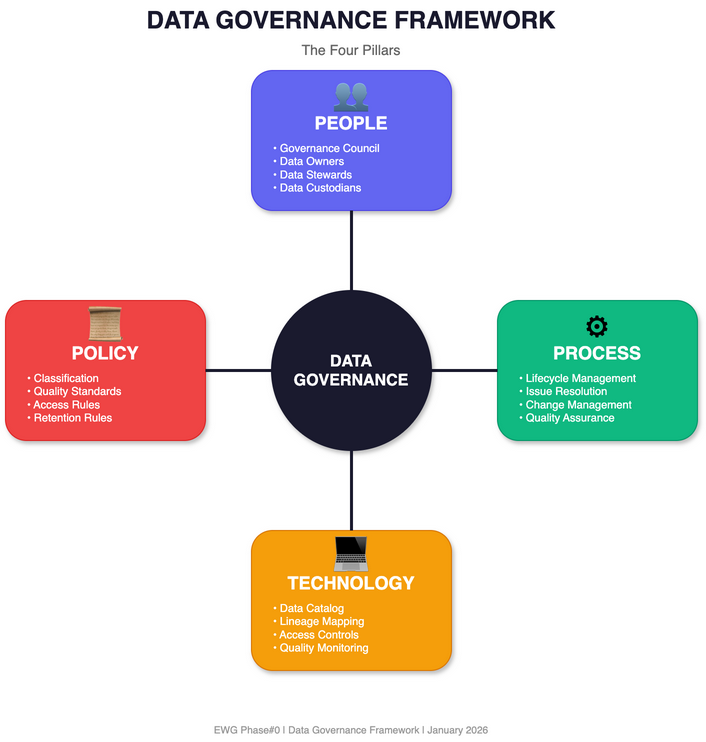 DATA GOVERNANCE FRAMEWORK
The Four Pillars
PEOPLE
• Governance Council
• Data Owners
• Data Stewards
• Data Custodians
POLICY
• Classification
• Quality Standards
• Access Rules
• Retention Rules
DATA
GOVERNANCE
PROCESS
• Lifecycle Management
• Issue Resolution
• Change Management
• Quality Assurance
TECHNOLOGY
• Data Catalog
• Lineage Mapping
• Access Controls
• Quality Monitoring
EWG Phase#0 | Data Governance Framework | January 2026